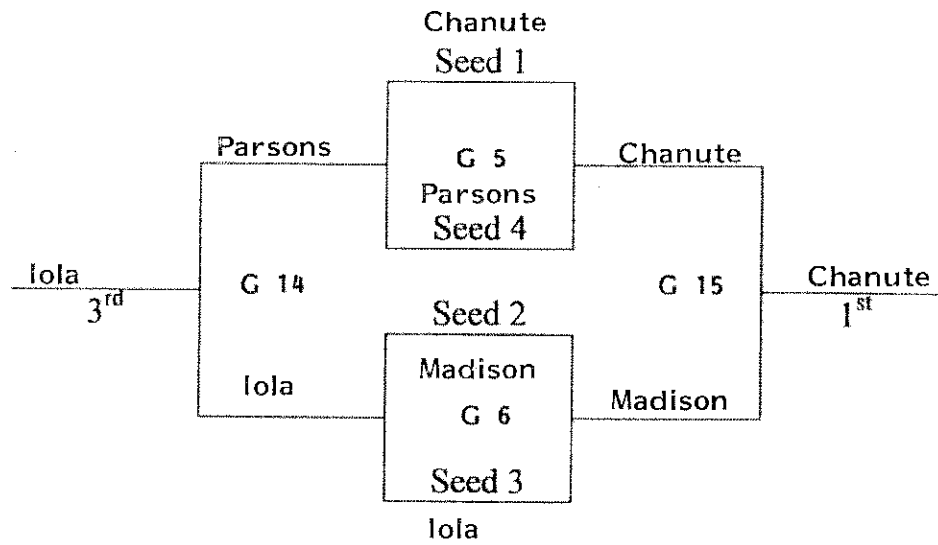 Chanute
Seed 1
Parsons
G 5
Chanute
Parsons
Seed 4
Iola
3rd
G 14
G 15
Chanute
1st
Seed 2
Madison
Iola
G 6
Madison
Seed 3
Iola